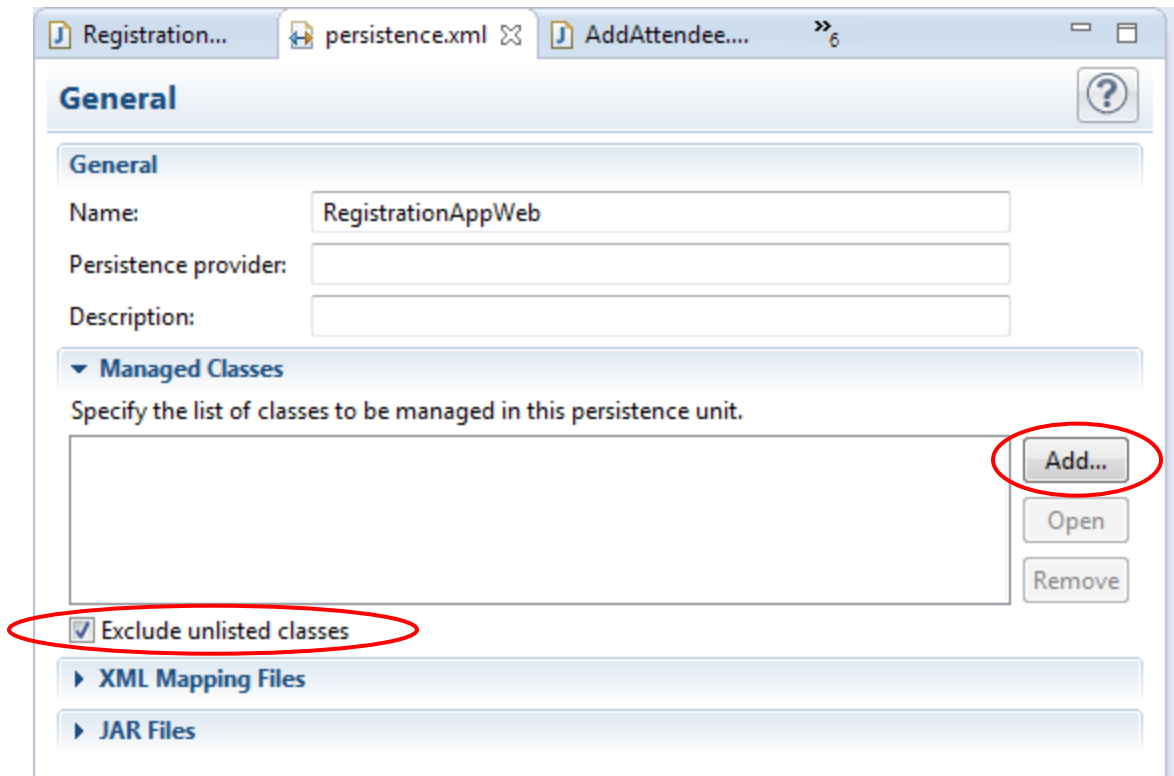 Registration... persistence.xml AddAttendee.... »6
General
General
Name: RegistrationAppWeb
Persistence provider:
Description:
Managed Classes
Specify the list of classes to be managed in this persistence unit.
Add...
Open
Remove
Exclude unlisted classes
XML Mapping Files
JAR Files